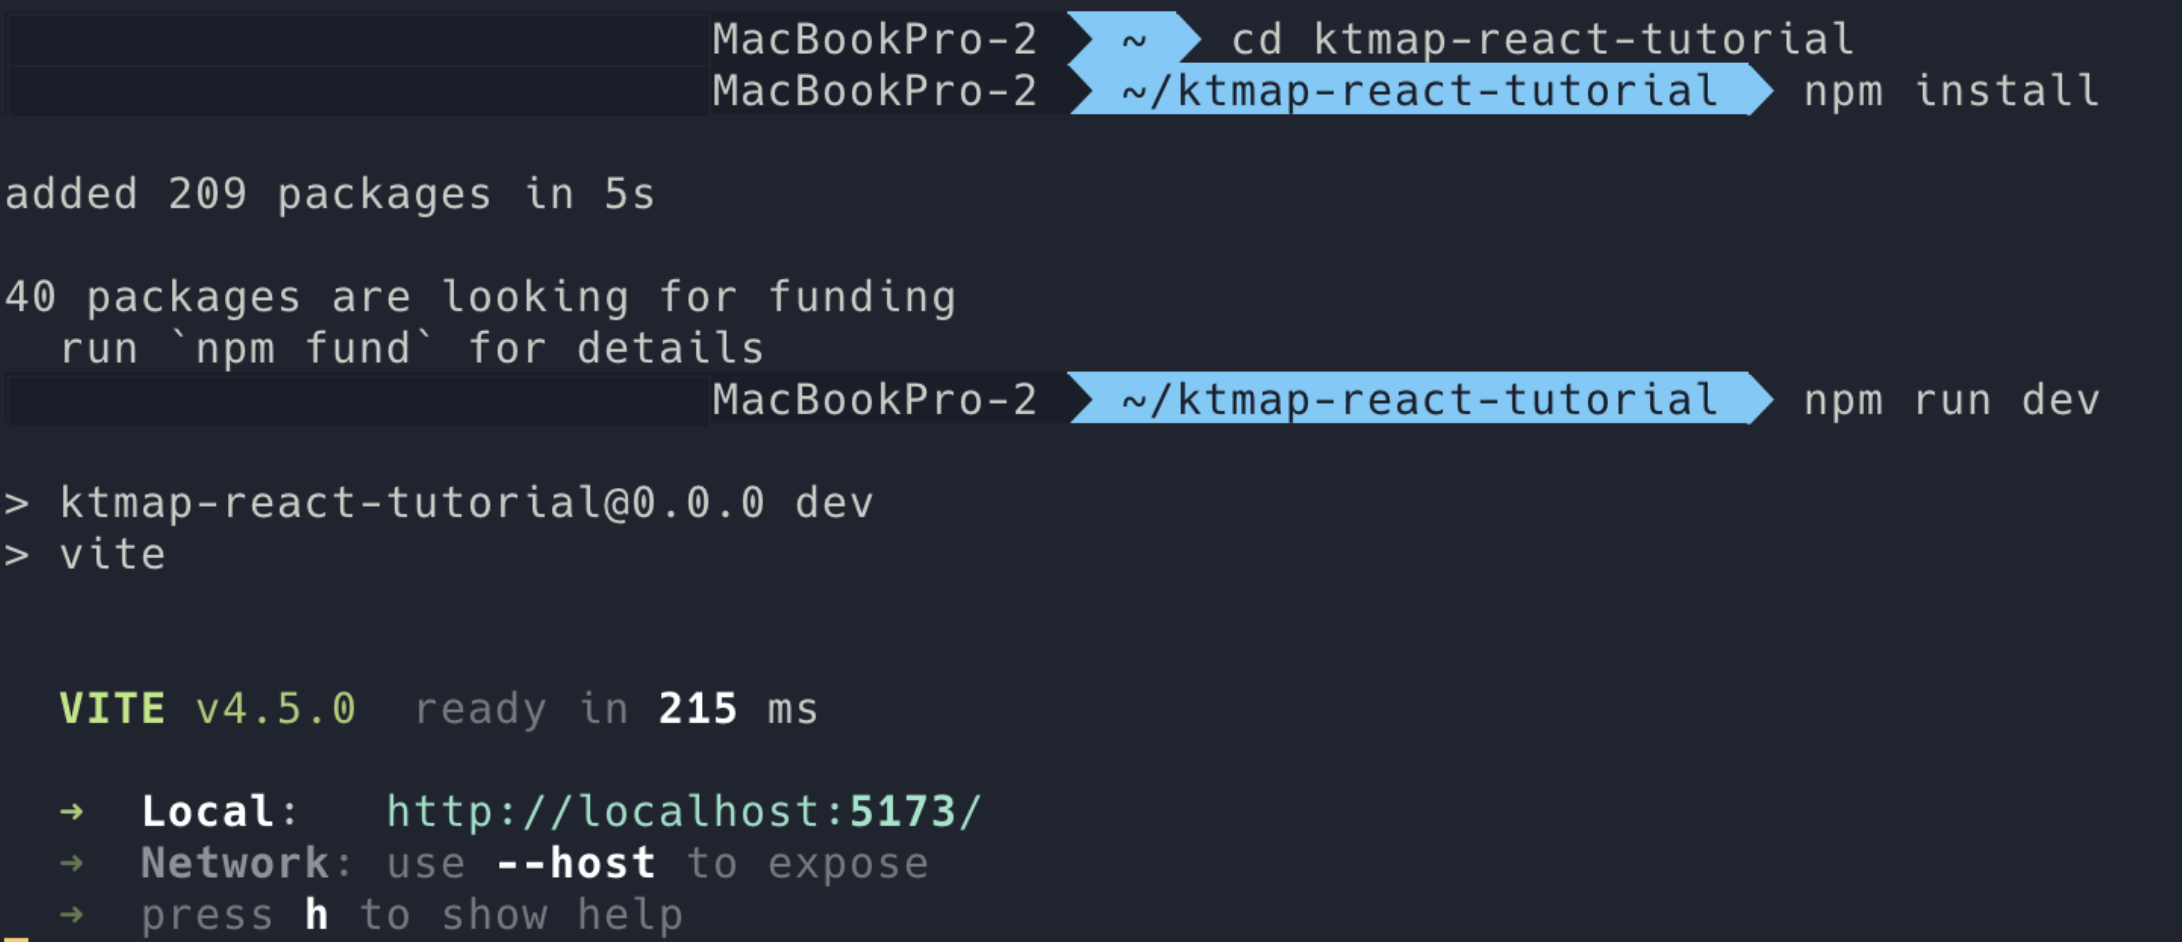 MacBookPro-2 ~ cd ktmap-react-tutorial
MacBookPro-2 ~/ktmap-react-tutorial npm install
added 209 packages in 5s
40 packages are looking for funding
run `npm fund` for details
MacBookPro-2 ~/ktmap-react-tutorial npm run dev
> ktmap-react-tutorial@0.0.0 dev
> vite
VITE v4.5.0 ready in 215 ms
➜ Local: http://localhost:5173/
➜ Network: use --host to expose
➜ press h to show help